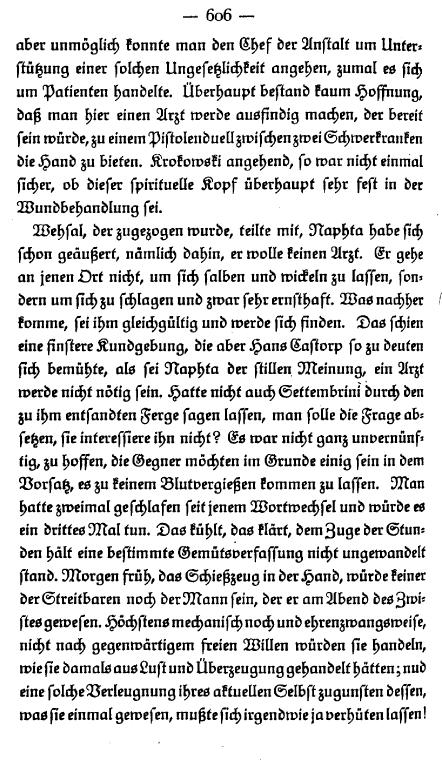 — 606 —
aber unmöglich konnte man den Chef der Anstalt um Unter-
stützung einer solchen Ungesetzlichkeit angehen, zumal es sich
um Patienten handelte. Überhaupt bestand kaum Hoffnung,
daß man hier einen Arzt werde ausfindig machen, der bereit
sein würde, zu einem Pistolenduell zwischen zwei Schwerkranken
die Hand zu bieten. Krokowski angehend, so war nicht einmal
sicher, ob dieser spirituelle Kopf überhaupt sehr fest in der
Wundbehandlung sei.
Wehsal, der zugezogen wurde, teilte mit, Naphta habe sich
schon geäußert, nämlich dahin, er wolle keinen Arzt. Er gehe
an jenen Ort nicht, um sich salben und wickeln zu lassen, son-
dern um sich zu schlagen und zwar sehr ernsthaft. Was nachher
komme, sei ihm gleichgültig und werde sich finden. Das schien
eine finstere Kundgebung, die aber Hans Castorp so zu deuten
sich bemühte, als sei Naphta der stillen Meinung, ein Arzt
werde nicht nötig sein. Hatte nicht auch Settembrini durch den
zu ihm entsandten Ferge sagen lassen, man solle die Frage ab-
setzen, sie interessiere ihn nicht? Es war nicht ganz unvernünf-
tig, zu hoffen, die Gegner möchten im Grunde einig sein in dem
Vorsatz, es zu keinem Blutvergießen kommen zu lassen. Man
hatte zweimal geschlafen seit jenem Wortwechsel und würde es
ein drittes Mal tun. Das kühlt, das klärt, dem Zuge der Stun-
den hält eine bestimmte Gemütsverfassung nicht ungewandelt
stand. Morgen früh, das Schießzeug in der Hand, würde keiner
der Streitbaren noch der Mann sein, der er am Abend des Zwi-
stes gewesen. Höchstens mechanisch noch und ehrenzwangsweise,
nicht nach gegenwärtigem freien Willen würden sie handeln,
wie sie damals aus Lust und Überzeugung gehandelt hätten; nud
eine solche Verleugnung ihres aktuellen Selbst zugunsten dessen,
was sie einmal gewesen, mußte sich irgendwie ja verhüten lassen!